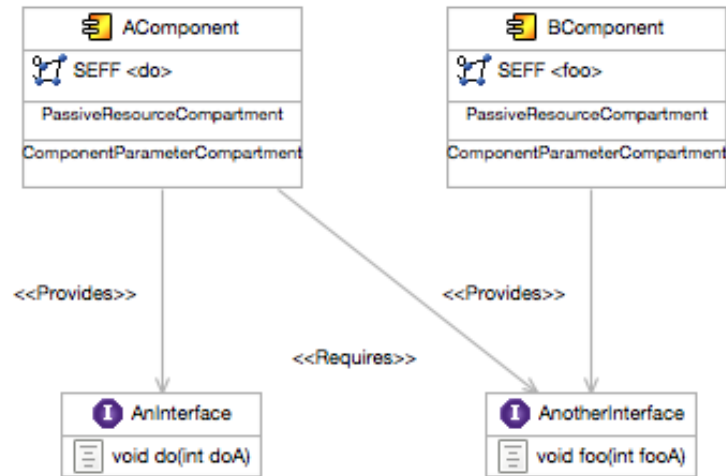 AComponent
SEFF <do>
PassiveResourceCompartment
ComponentParameterCompartment
BComponent
SEFF <foo>
PassiveResourceCompartment
ComponentParameterCompartment
<<Provides>>
<<Provides>>
<<Requires>>
I AnInterface
void do(int doA)
I AnotherInterface
void foo(int fooA)